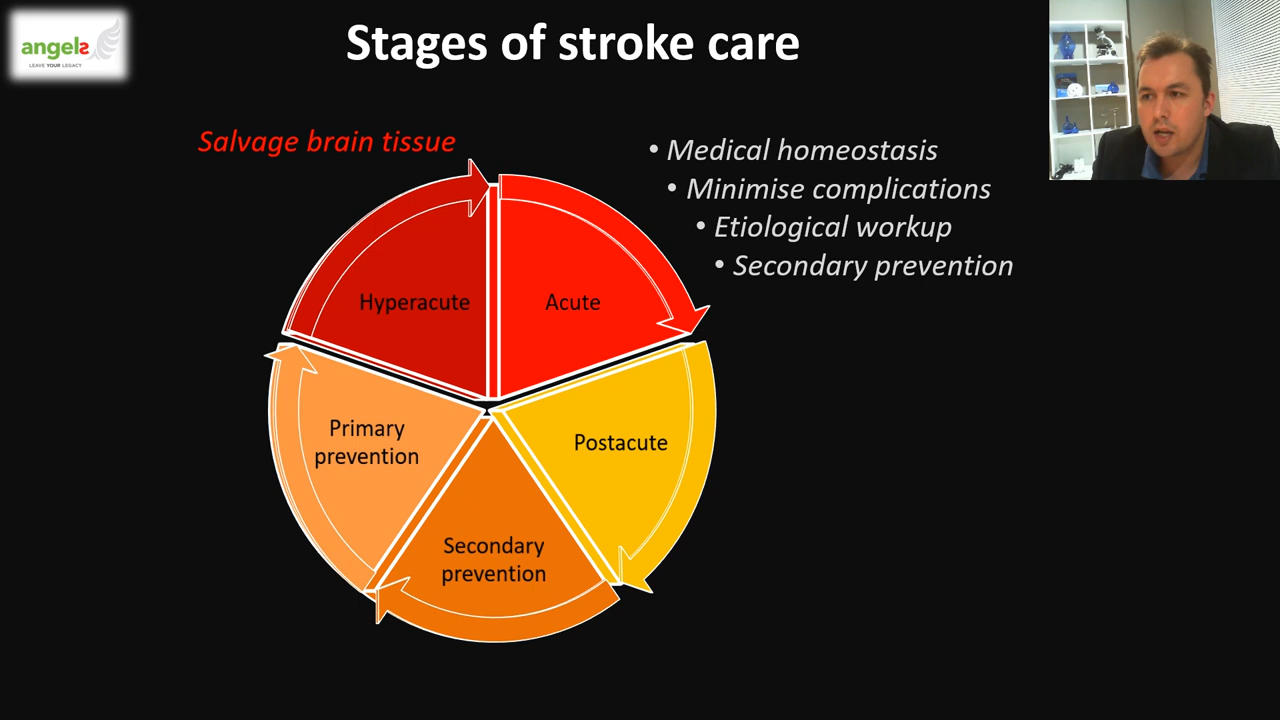 angels
LEAVE YOUR LEGACY
Stages of stroke care
Salvage brain tissue
• Medical homeostasis
• Minimise complications
• Etiological workup
• Secondary prevention
Hyperacute
Acute
Primary
prevention
Postacute
Secondary
prevention